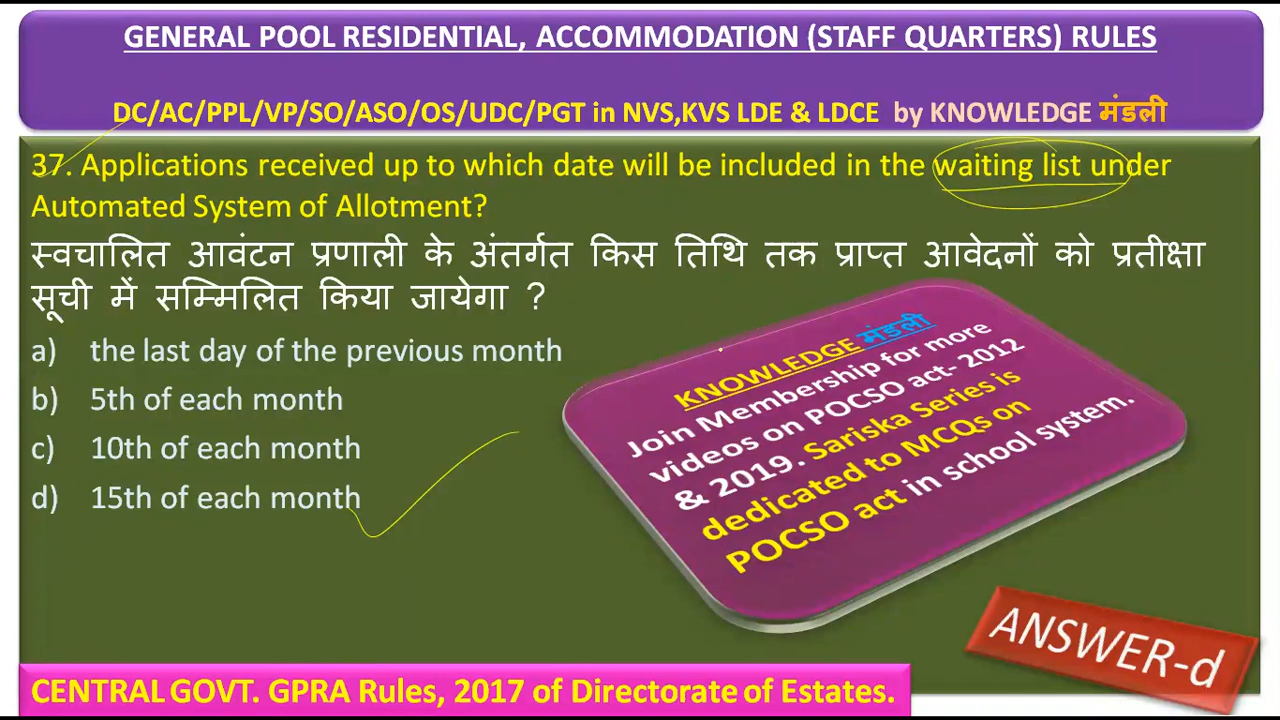 GENERAL POOL RESIDENTIAL, ACCOMMODATION (STAFF QUARTERS) RULES
DC/AC/PPL/VP/SO/ASO/OS/UDC/PGT in NVS,KVS LDE & LDCE by KNOWLEDGE मंडली
37. Applications received up to which date will be included in the waiting list under
Automated System of Allotment?
स्वचालित आवंटन प्रणाली के अंतर्गत किस तिथि तक प्राप्त आवेदनों को प्रतीक्षा
सूची में सम्मिलित किया जायेगा ?
a) the last day of the previous month
b) 5th of each month
c) 10th of each month
d) 15th of each month
KNOWLEDGE मंडली
Join Membership for more
videos on POCSO act- 2012
& 2019. Sariska Series is
dedicated to MCQs on
POCSO act in school system.
ANSWER-d
CENTRAL GOVT. GPRA Rules, 2017 of Directorate of Estates.